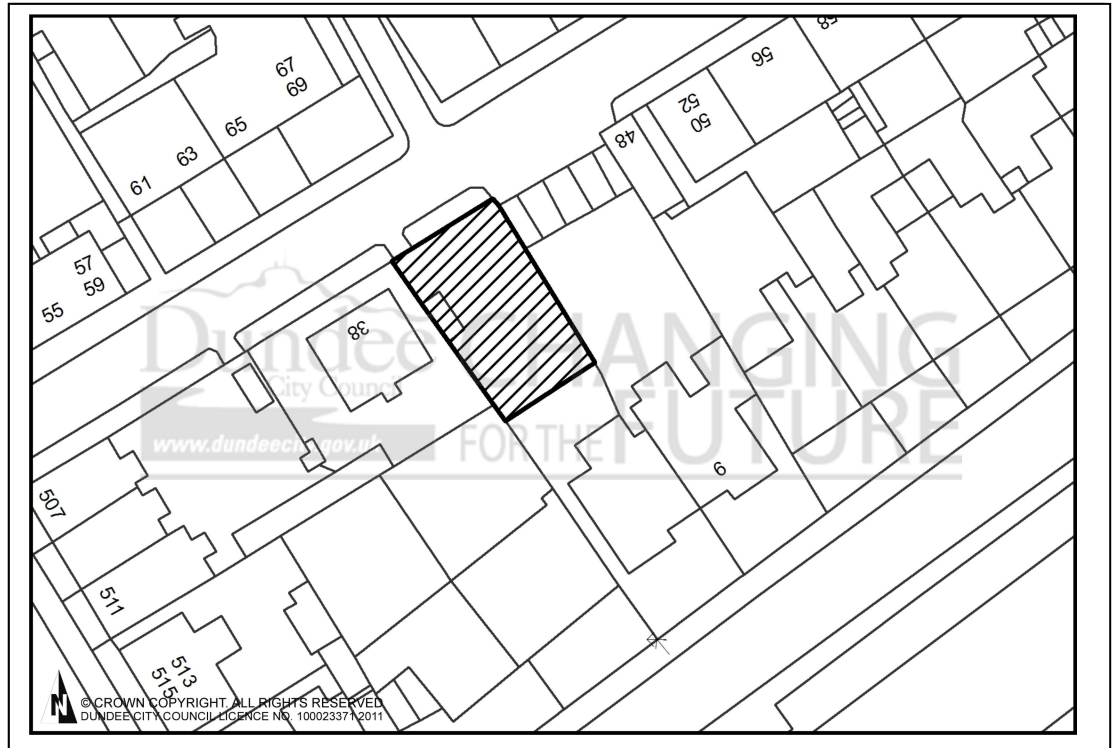 67
69
65
63
61
57
59
55
58
56
52
50
48
38
9
507
511
513
515
Dundee
City Council
www.dundeecity.gov.uk
CHANGING
FOR THE FUTURE
N
© CROWN COPYRIGHT. ALL RIGHTS RESERVED
DUNDEE CITY COUNCIL LICENCE NO. 100023371 2011